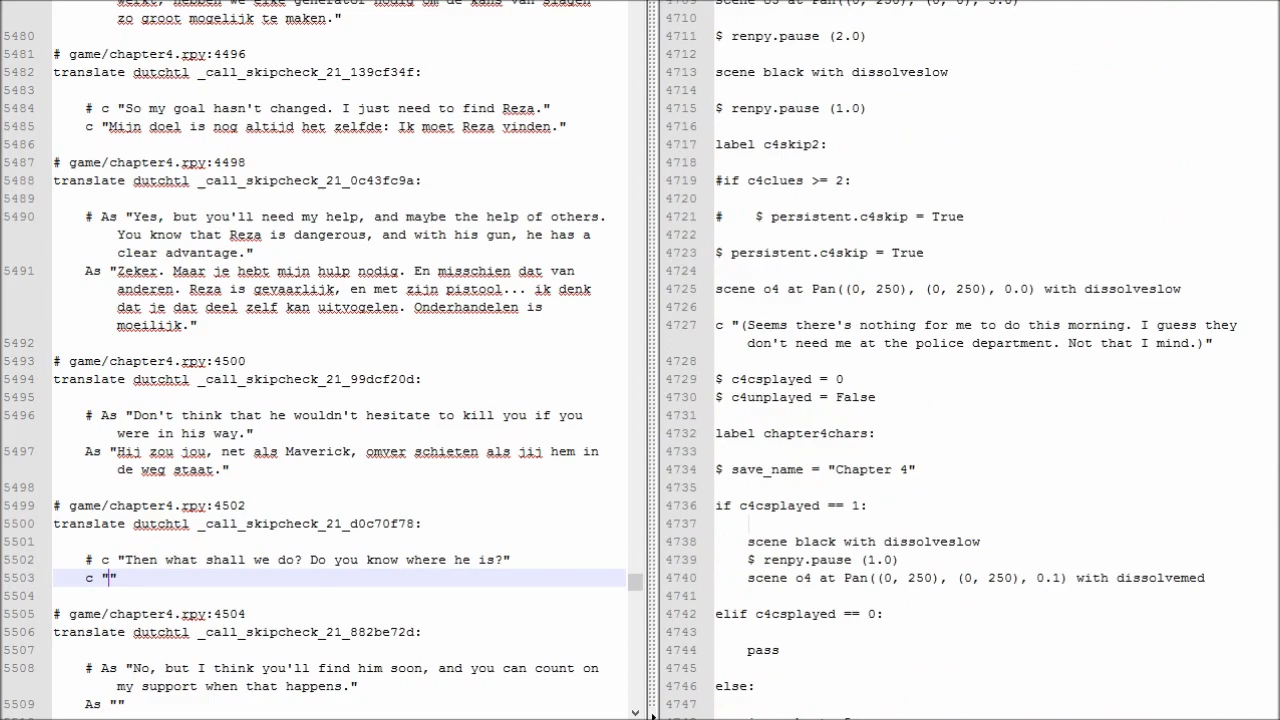 zo groot mogelijk te maken."
5480
5481 # game/chapter4.rpy:4496
5482 translate dutchtl _call_skipcheck_21_139cf34f:
5483
5484 # c "So my goal hasn't changed. I just need to find Reza."
5485 c "Mijn doel is nog altijd het zelfde: Ik moet Reza vinden."
5486
5487 # game/chapter4.rpy:4498
5488 translate dutchtl _call_skipcheck_21_0c43fc9a:
5489
5490 # As "Yes, but you'll need my help, and maybe the help of others.
You know that Reza is dangerous, and with his gun, he has a
clear advantage."
5491 As "Zeker. Maar je hebt mijn hulp nodig. En misschien dat van
anderen. Reza is gevaarlijk, en met zijn pistool... ik denk
dat je dat deel zelf kan uitvogelen. Onderhandelen is
moeilijk."
5492
5493 # game/chapter4.rpy:4500
5494 translate dutchtl _call_skipcheck_21_99dcf20d:
5495
5496 # As "Don't think that he wouldn't hesitate to kill you if you
were in his way."
5497 As "Hij zou jou, net als Maverick, omver schieten als jij hem in
de weg staat."
5498
5499 # game/chapter4.rpy:4502
5500 translate dutchtl _call_skipcheck_21_d0c70f78:
5501
5502 # c "Then what shall we do? Do you know where he is?"
5503 c ""
5504
5505 # game/chapter4.rpy:4504
5506 translate dutchtl _call_skipcheck_21_882be72d:
5507
5508 # As "No, but I think you'll find him soon, and you can count on
my support when that happens."
5509 As ""
4710
4711 $ renpy.pause (2.0)
4712
4713 scene black with dissolveslow
4714
4715 $ renpy.pause (1.0)
4716
4717 label c4skip2:
4718
4719 #if c4clues >= 2:
4720
4721 # $ persistent.c4skip = True
4722
4723 $ persistent.c4skip = True
4724
4725 scene o4 at Pan((0, 250), (0, 250), 0.0) with dissolveslow
4726
4727 c "(Seems there's nothing for me to do this morning. I guess they
don't need me at the police department. Not that I mind.)"
4728
4729 $ c4csplayed = 0
4730 $ c4unplayed = False
4731
4732 label chapter4chars:
4733
4734 $ save_name = "Chapter 4"
4735
4736 if c4csplayed == 1:
4737
4738 scene black with dissolveslow
4739 $ renpy.pause (1.0)
4740 scene o4 at Pan((0, 250), (0, 250), 0.1) with dissolvemed
4741
4742 elif c4csplayed == 0:
4743
4744 pass
4745
4746 else:
4747